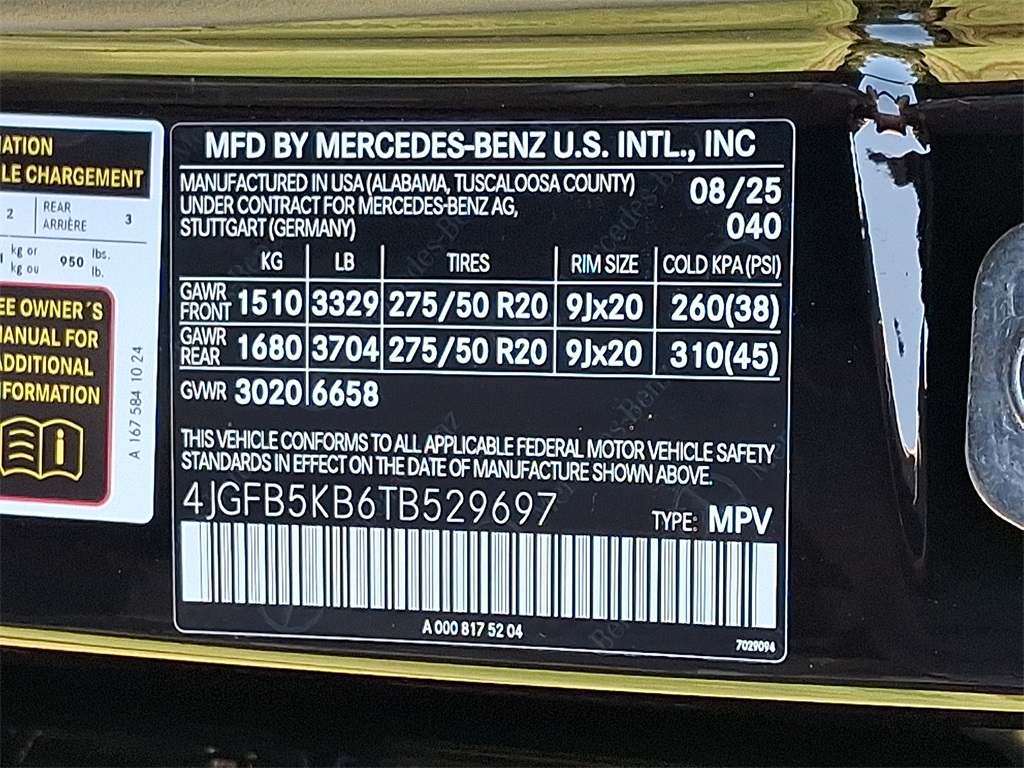 MATION
LE CHARGEMENT
2 REAR 3
ARRIÈRE
kg or 950 lbs.
kg ou lb.
EE OWNER´S
MANUAL FOR
ADDITIONAL
INFORMATION
A 167 584 10 24
MFD BY MERCEDES-BENZ U.S. INTL., INC
MANUFACTURED IN USA (ALABAMA, TUSCALOOSA COUNTY) 08/25
UNDER CONTRACT FOR MERCEDES-BENZ AG,
STUTTGART (GERMANY) 040
KG LB TIRES RIM SIZE COLD KPA(PSI)
GAWR FRONT 1510 3329 275/50 R20 9Jx20 260(38)
GAWR REAR 1680 3704 275/50 R20 9Jx20 310(45)
GVWR 3020 6658
THIS VEHICLE CONFORMS TO ALL APPLICABLE FEDERAL MOTOR VEHICLE SAFETY
STANDARDS IN EFFECT ON THE DATE OF MANUFACTURE SHOWN ABOVE.
4JGFB5KB6TB529697 TYPE: MPV
A 000 817 52 04
7029094